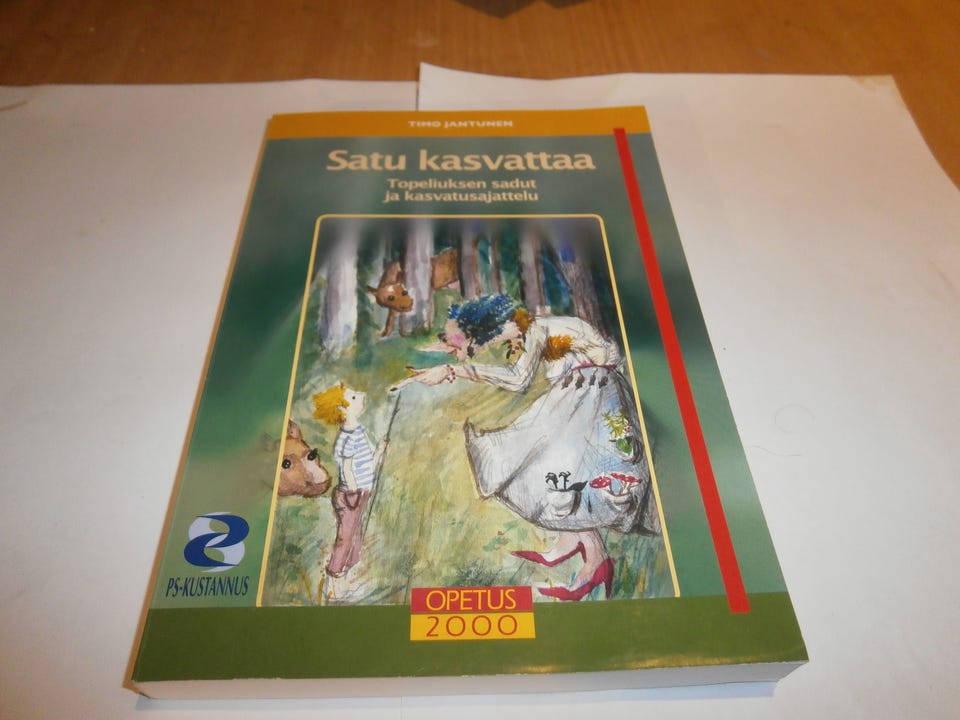 TIMO JANTUNEN
Satu kasvattaa
Topeliuksen sadut
ja kasvatusajattelu
PS-KUSTANNUS
OPETUS
2000